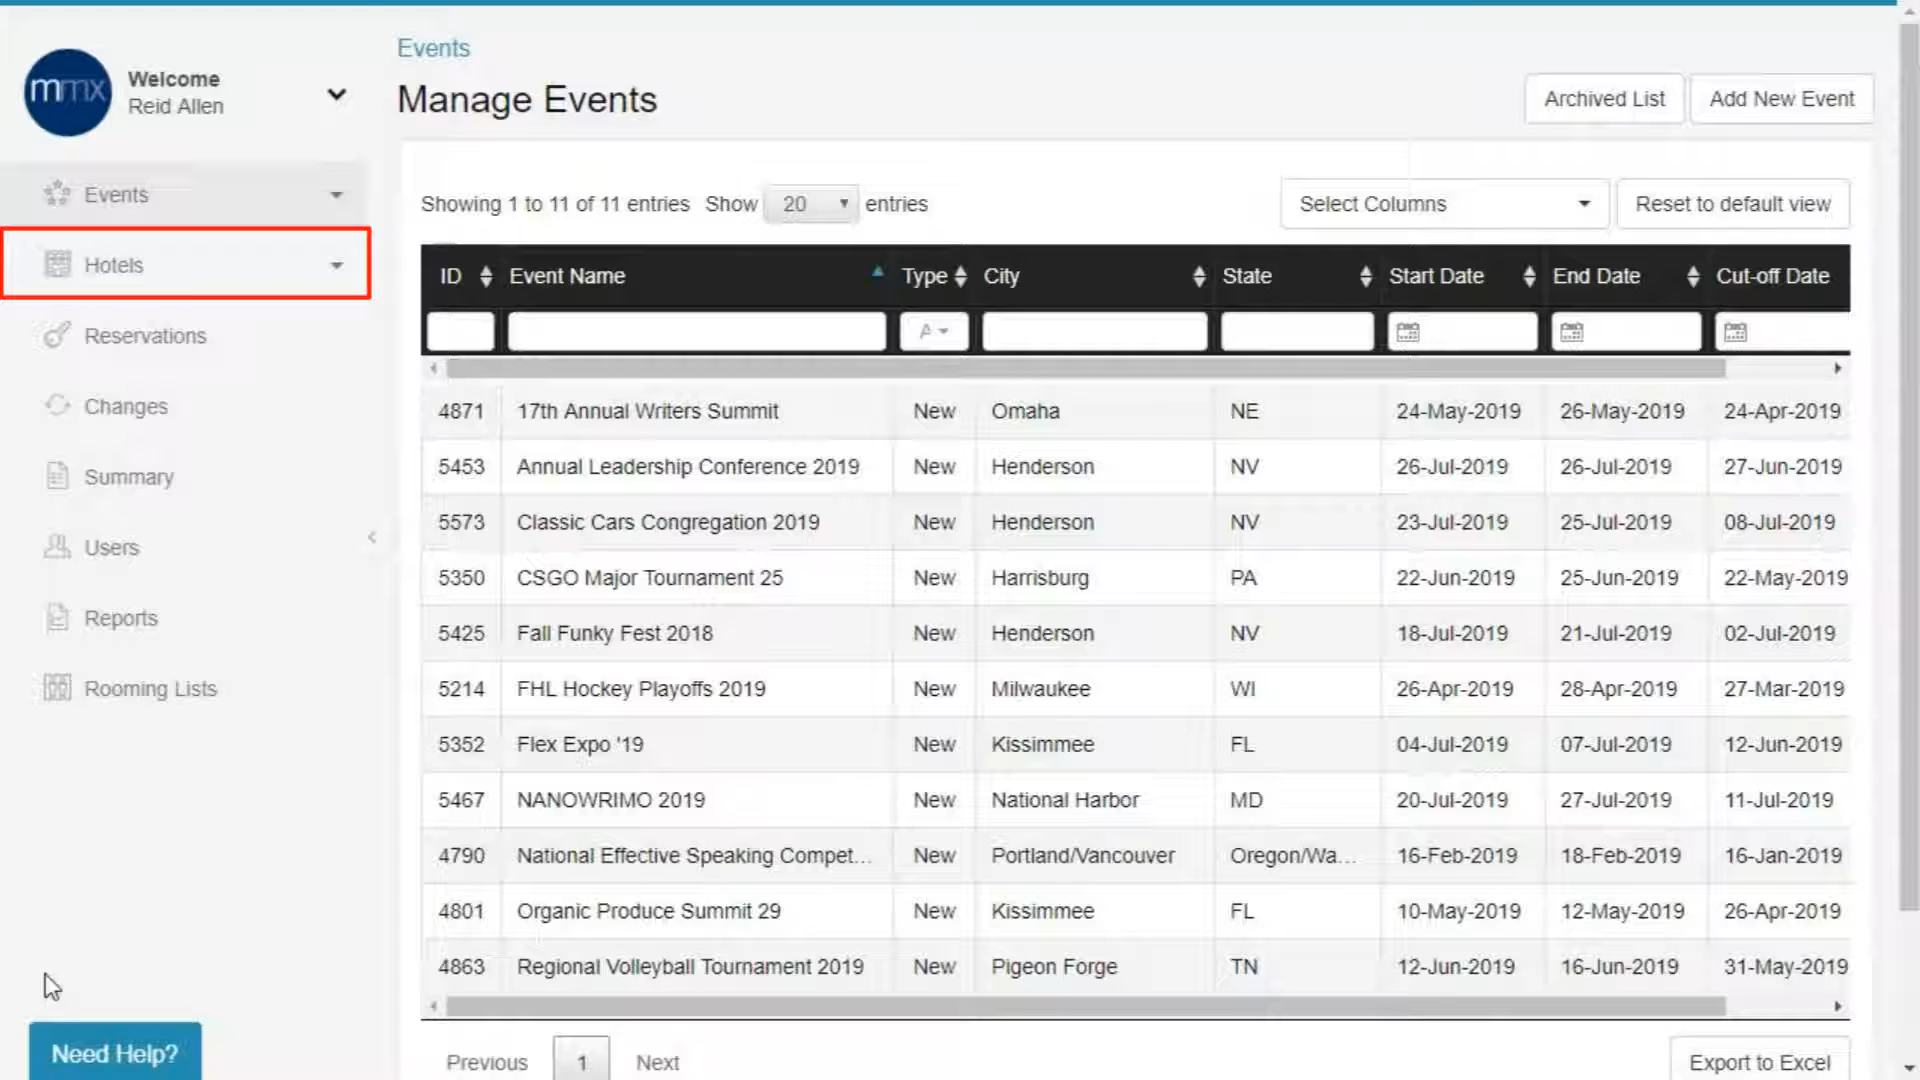 mmx
Welcome
Reid Allen
Events
Hotels
Reservations
Changes
Summary
Users
Reports
Rooming Lists
Need Help?
Events
Manage Events
Archived List
Add New Event
Showing 1 to 11 of 11 entries Show 20 entries
Select Columns
Reset to default view
ID Event Name Type City State Start Date End Date Cut-off Date
A
4871 17th Annual Writers Summit New Omaha NE 24-May-2019 26-May-2019 24-Apr-2019
5453 Annual Leadership Conference 2019 New Henderson NV 26-Jul-2019 26-Jul-2019 27-Jun-2019
5573 Classic Cars Congregation 2019 New Henderson NV 23-Jul-2019 25-Jul-2019 08-Jul-2019
5350 CSGO Major Tournament 25 New Harrisburg PA 22-Jun-2019 25-Jun-2019 22-May-2019
5425 Fall Funky Fest 2018 New Henderson NV 18-Jul-2019 21-Jul-2019 02-Jul-2019
5214 FHL Hockey Playoffs 2019 New Milwaukee WI 26-Apr-2019 28-Apr-2019 27-Mar-2019
5352 Flex Expo '19 New Kissimmee FL 04-Jul-2019 07-Jul-2019 12-Jun-2019
5467 NANOWRIMO 2019 New National Harbor MD 20-Jul-2019 27-Jul-2019 11-Jul-2019
4790 National Effective Speaking Compet... New Portland/Vancouver Oregon/Wa... 16-Feb-2019 18-Feb-2019 16-Jan-2019
4801 Organic Produce Summit 29 New Kissimmee FL 10-May-2019 12-May-2019 26-Apr-2019
4863 Regional Volleyball Tournament 2019 New Pigeon Forge TN 12-Jun-2019 16-Jun-2019 31-May-2019
Previous 1 Next
Export to Excel